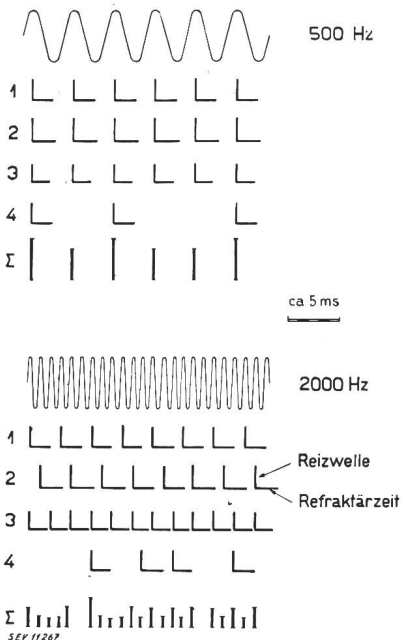 500 Hz
1
2
3
4
Σ
ca 5 ms
2000 Hz
1
Reizwelle
2
Refraktärzeit
3
4
Σ
SEV 11267